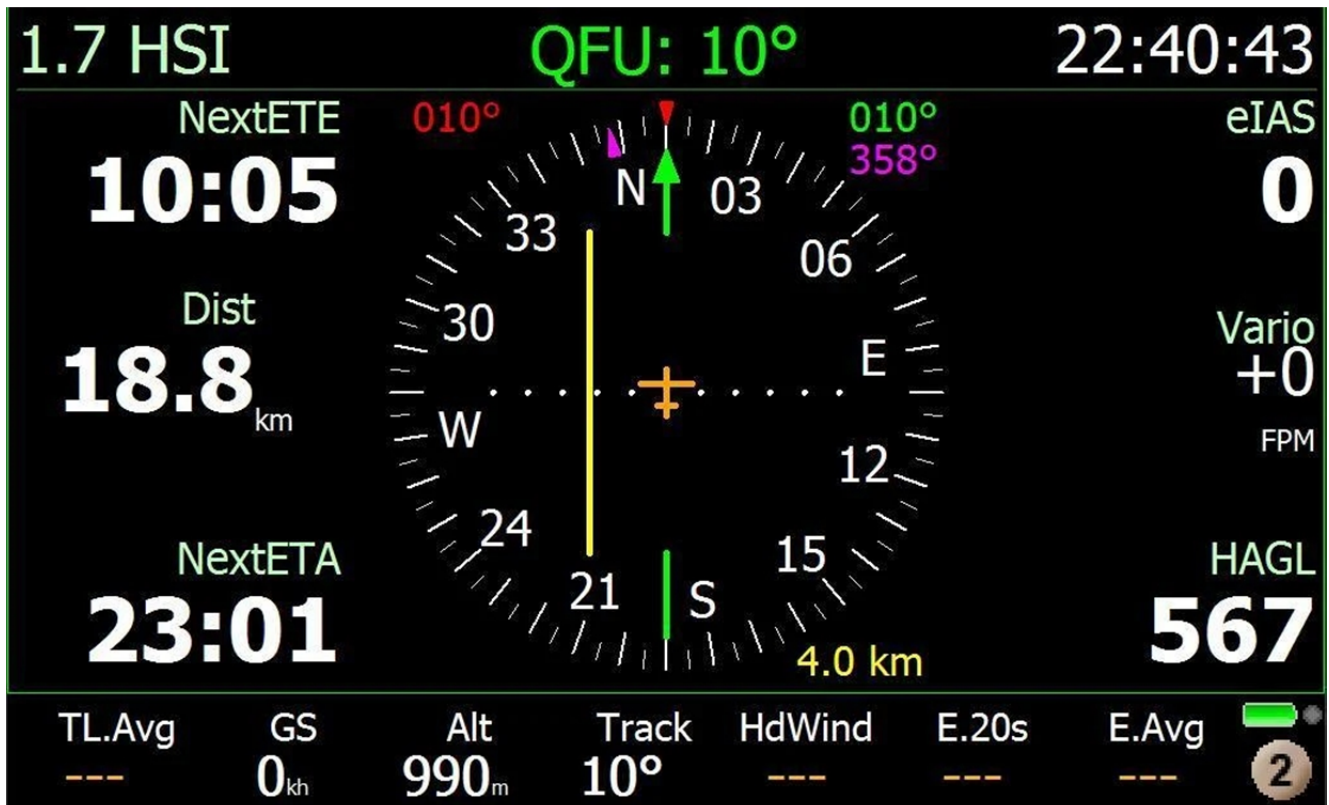 1.7 HSI QFU: 10° 22:40:43
NextETE 010° 010° eIAS
10:05 358° 0
N 03
33 06
Dist 30 Vario
18.8 km E +0
W FPM
12
24 15
NextETA 21 S HAGL
23:01 4.0 km 567
TL.Avg GS Alt Track HdWind E.20s E.Avg
--- 0kh 990m 10° --- --- --- 2